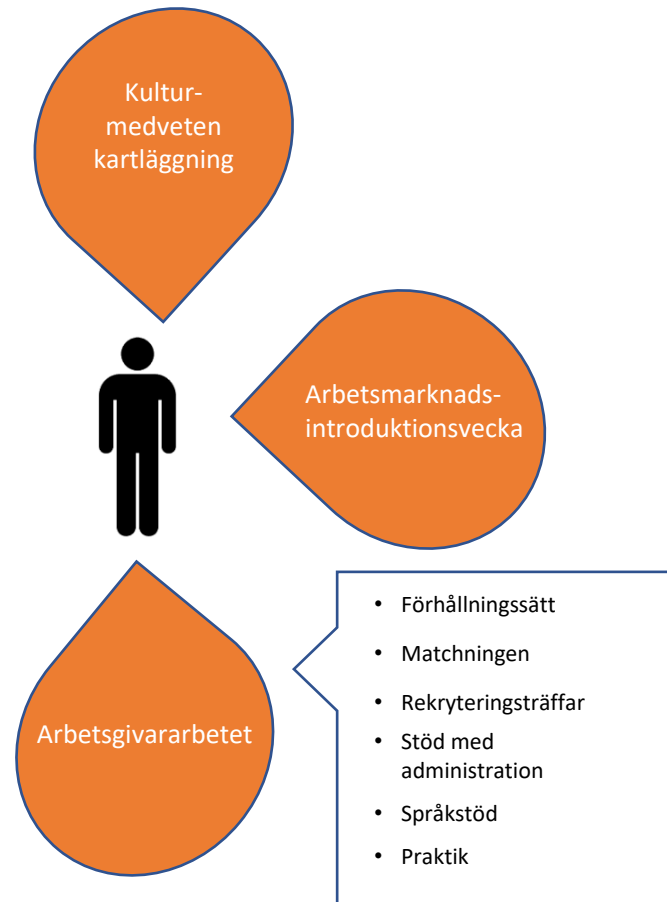 Kultur-
medveten
kartläggning
Arbetsmarknads-
introduktionsvecka
Arbetsgivararbetet
• Förhållningssätt
• Matchningen
• Rekryteringsträffar
• Stöd med
administration
• Språkstöd
• Praktik